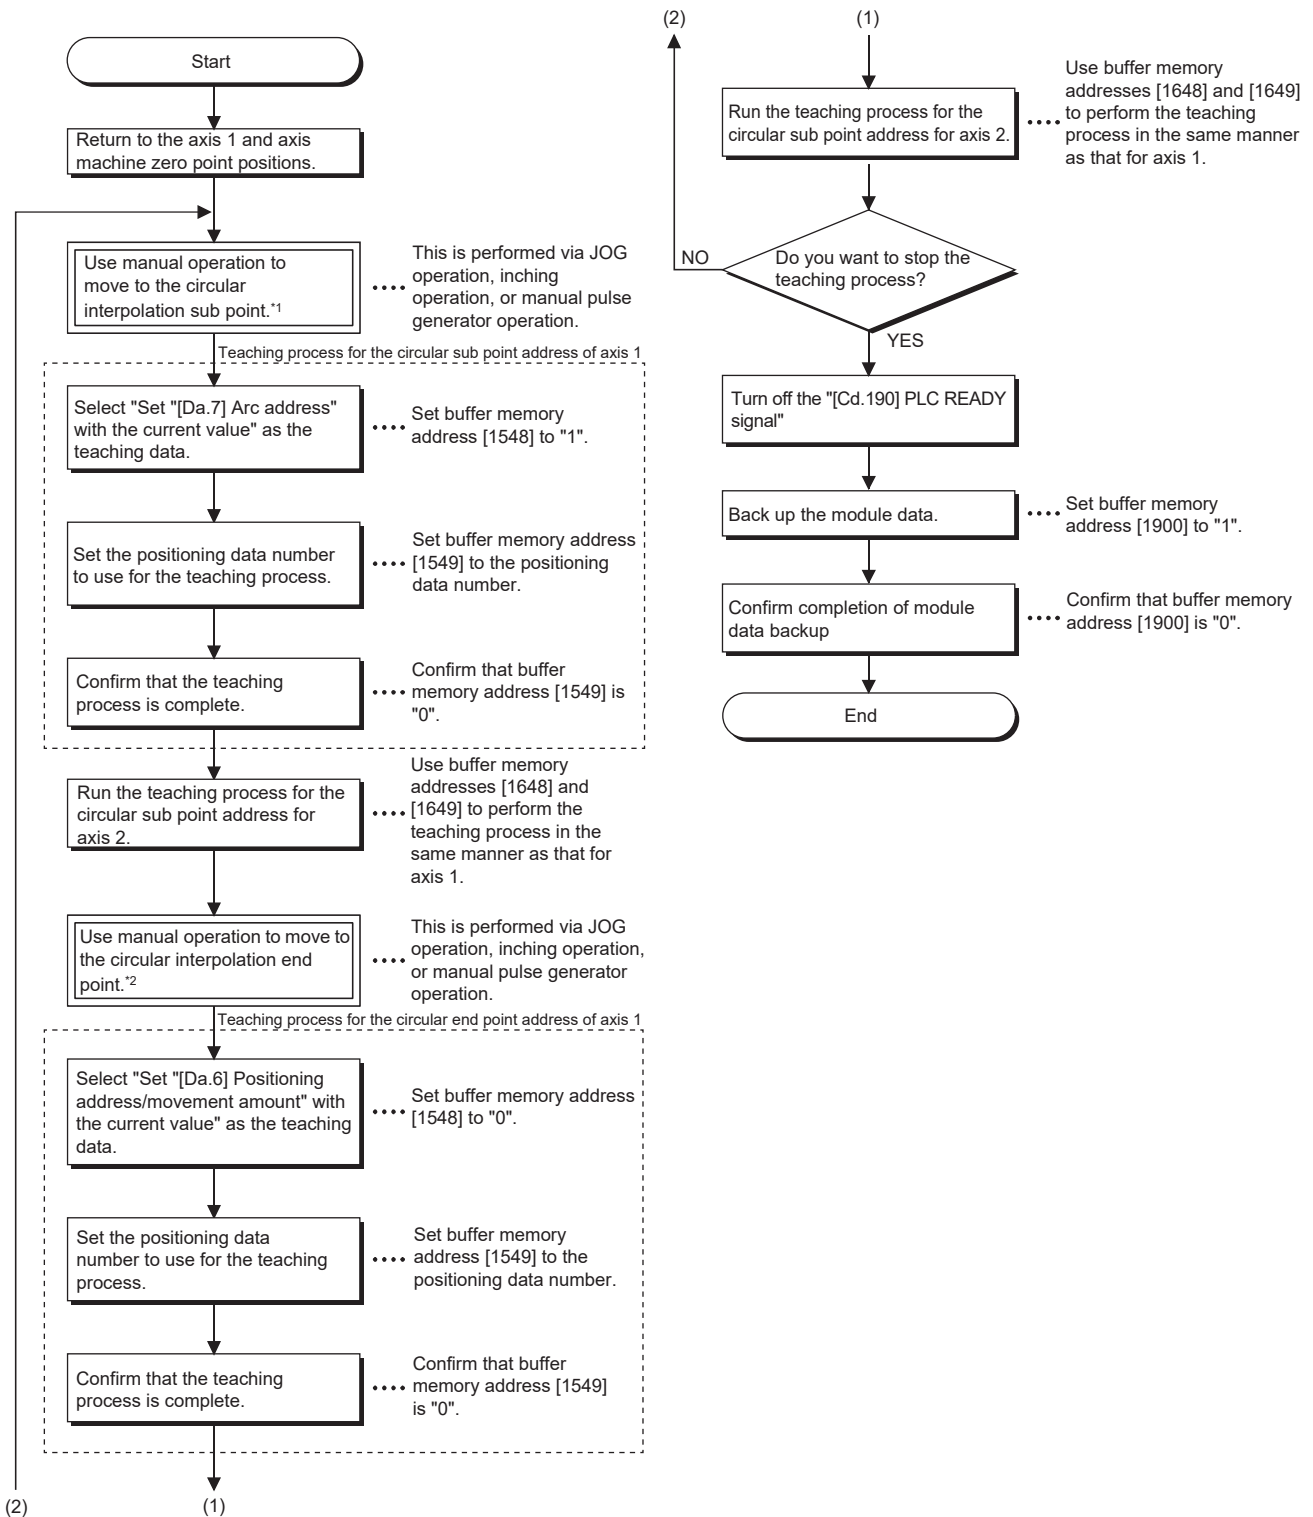 Start
Return to the axis 1 and axis
machine zero point positions.
Use manual operation to
move to the circular
interpolation sub point.*1
This is performed via JOG
operation, inching
operation, or manual pulse
generator operation.
Teaching process for the circular sub point address of axis 1
Select "Set "[Da.7] Arc address"
with the current value" as the
teaching data.
Set buffer memory
address [1548] to "1".
Set the positioning data number
to use for the teaching process.
Set buffer memory address
[1549] to the positioning
data number.
Confirm that the teaching
process is complete.
Confirm that buffer
memory address [1549] is
"0".
Run the teaching process for the
circular sub point address for
axis 2.
Use buffer memory
addresses [1648] and
[1649] to perform the
teaching process in the
same manner as that for
axis 1.
Use manual operation to move to
the circular interpolation end
point.*2
This is performed via JOG
operation, inching operation,
or manual pulse generator
operation.
Teaching process for the circular end point address of axis 1
Select "Set "[Da.6] Positioning
address/movement amount" with
the current value" as the teaching
data.
Set buffer memory address
[1548] to "0".
Set the positioning data
number to use for the teaching
process.
Set buffer memory
address [1549] to the
positioning data number.
Confirm that the teaching
process is complete.
Confirm that buffer
memory address [1549]
is "0".
(2)
(1)
(2)
(1)
Run the teaching process for the
circular sub point address for axis 2.
Use buffer memory
addresses [1648] and [1649]
to perform the teaching
process in the same manner
as that for axis 1.
NO
Do you want to stop the
teaching process?
YES
Turn off the "[Cd.190] PLC READY
signal"
Back up the module data.
Set buffer memory
address [1900] to "1".
Confirm completion of module
data backup
Confirm that buffer memory
address [1900] is "0".
End